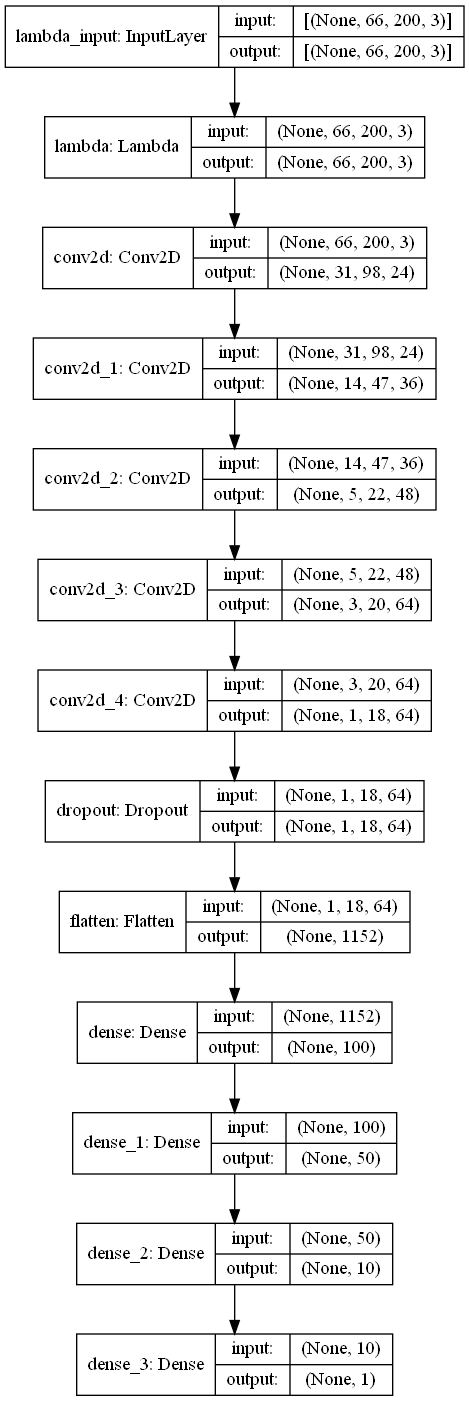 lambda_input: InputLayer
input: [(None, 66, 200, 3)]
output: [(None, 66, 200, 3)]
lambda: Lambda
input: (None, 66, 200, 3)
output: (None, 66, 200, 3)
conv2d: Conv2D
input: (None, 66, 200, 3)
output: (None, 31, 98, 24)
conv2d_1: Conv2D
input: (None, 31, 98, 24)
output: (None, 14, 47, 36)
conv2d_2: Conv2D
input: (None, 14, 47, 36)
output: (None, 5, 22, 48)
conv2d_3: Conv2D
input: (None, 5, 22, 48)
output: (None, 3, 20, 64)
conv2d_4: Conv2D
input: (None, 3, 20, 64)
output: (None, 1, 18, 64)
dropout: Dropout
input: (None, 1, 18, 64)
output: (None, 1, 18, 64)
flatten: Flatten
input: (None, 1, 18, 64)
output: (None, 1152)
dense: Dense
input: (None, 1152)
output: (None, 100)
dense_1: Dense
input: (None, 100)
output: (None, 50)
dense_2: Dense
input: (None, 50)
output: (None, 10)
dense_3: Dense
input: (None, 10)
output: (None, 1)